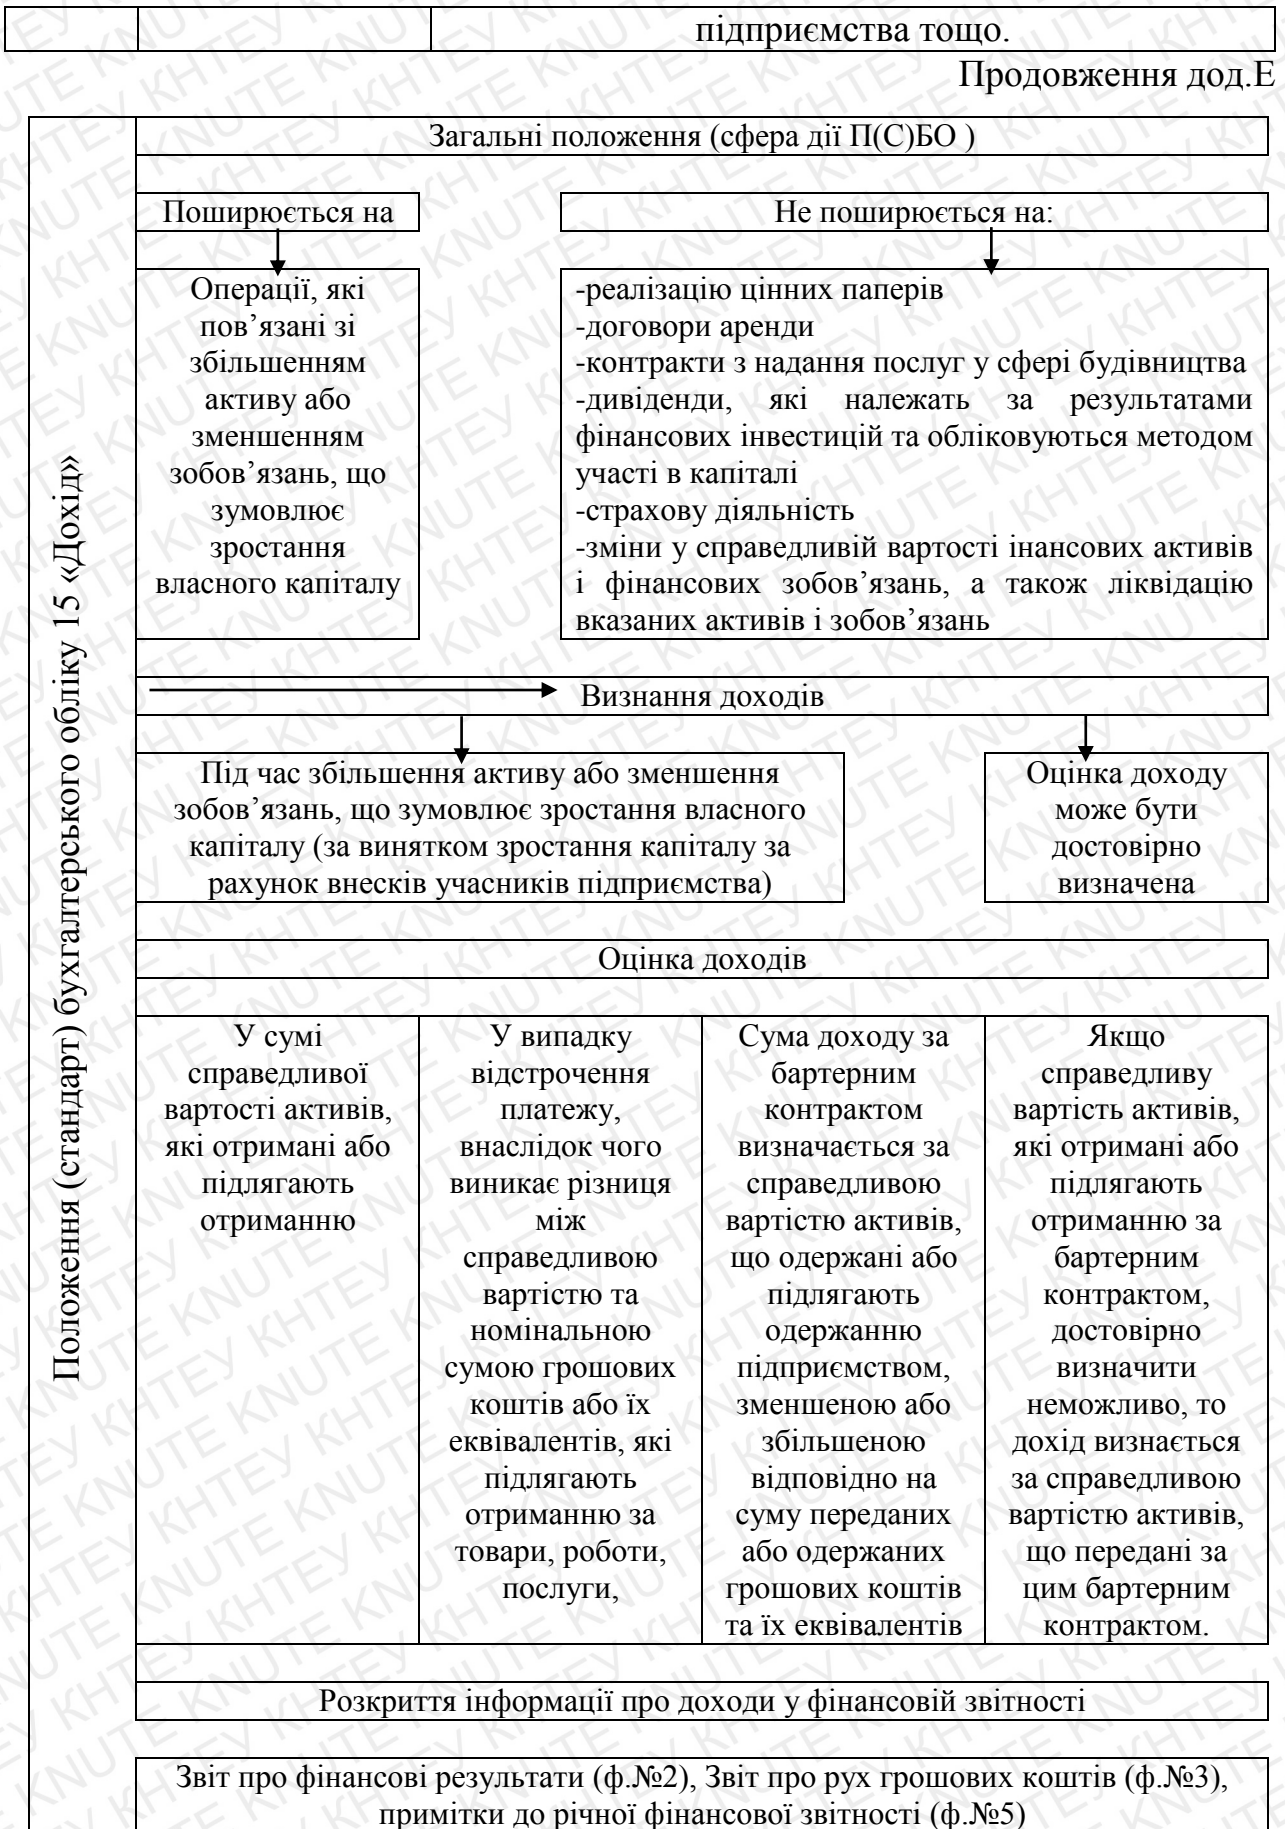 підприємства тощо.
Продовження дод.Е
Положення (стандарт) бухгалтерського обліку 15 «Дохід»
Загальні положення (сфера дії П(С)БО )
Поширюється на
Не поширюється на:
Операції, які
пов’язані зі
збільшенням
активу або
зменшенням
зобов’язань, що
зумовлює
зростання
власного капіталу
-реалізацію цінних паперів
-договори аренди
-контракти з надання послуг у сфері будівництва
-дивіденди, які належать за результатами
фінансових інвестицій та обліковуються методом
участі в капіталі
-страхову діяльність
-зміни у справедливій вартості інансових активів
і фінансових зобов’язань, а також ліквідацію
вказаних активів і зобов’язань
Визнання доходів
Під час збільшення активу або зменшення
зобов’язань, що зумовлює зростання власного
капіталу (за винятком зростання капіталу за
рахунок внесків учасників підприємства)
Оцінка доходу
може бути
достовірно
визначена
Оцінка доходів
У сумі
справедливої
вартості активів,
які отримані або
підлягають
отриманню
У випадку
відстрочення
платежу,
внаслідок чого
виникає різниця
між
справедливою
вартістю та
номінальною
сумою грошових
коштів або їх
еквівалентів, які
підлягають
отриманню за
товари, роботи,
послуги,
Сума доходу за
бартерним
контрактом
визначається за
справедливою
вартістю активів,
що одержані або
підлягають
одержанню
підприємством,
зменшеною або
збільшеною
відповідно на
суму переданих
або одержаних
грошових коштів
та їх еквівалентів
Якщо
справедливу
вартість активів,
які отримані або
підлягають
отриманню за
бартерним
контрактом,
достовірно
визначити
неможливо, то
дохід визнається
за справедливою
вартістю активів,
що передані за
цим бартерним
контрактом.
Розкриття інформації про доходи у фінансовій звітності
Звіт про фінансові результати (ф.№2), Звіт про рух грошових коштів (ф.№3),
примітки до річної фінансової звітності (ф.№5)